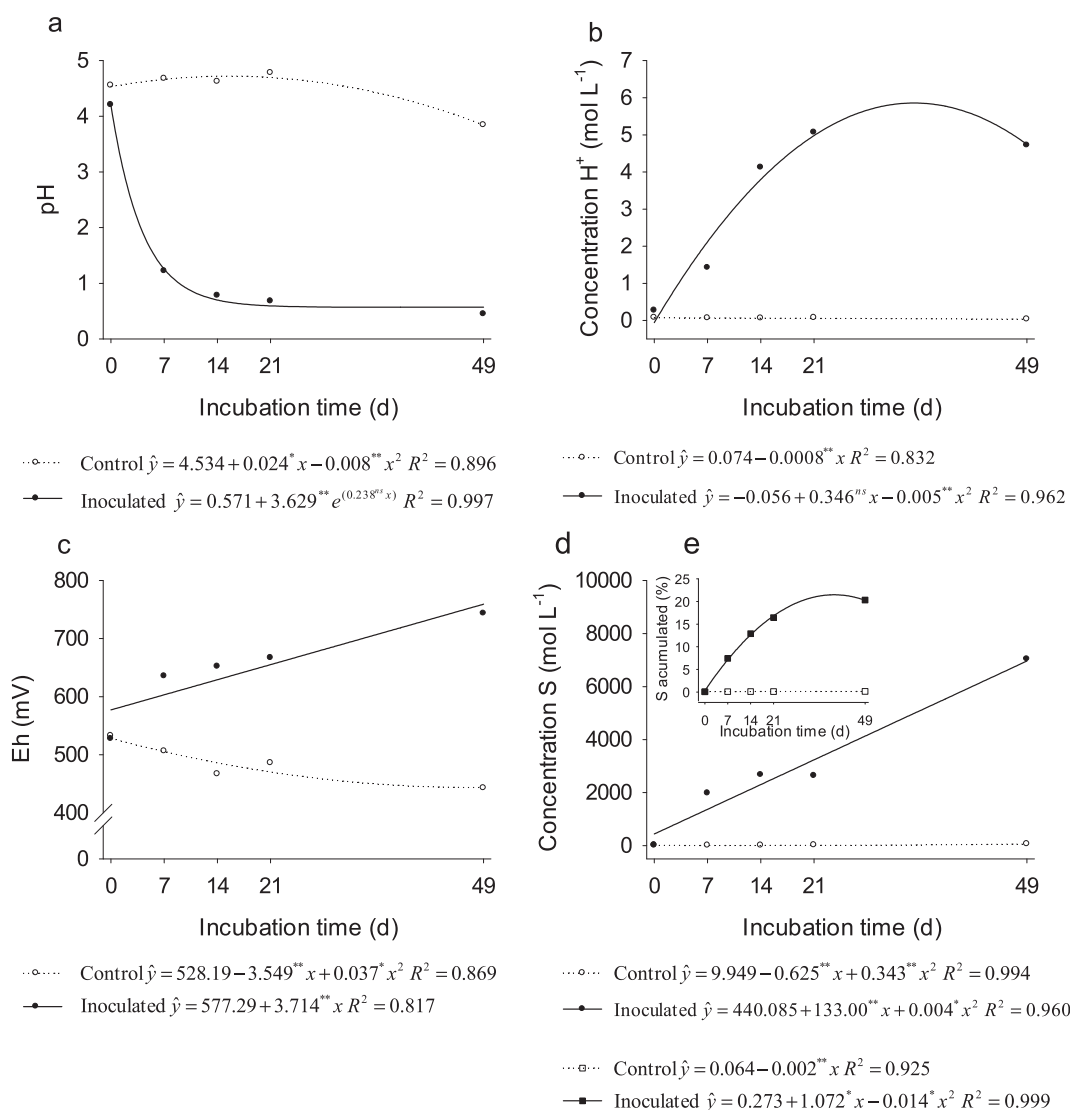 a
5
4
3
2
1
0
pH
0 7 14 21 49
Incubation time (d)
Control ŷ = 4.534 + 0.024* x − 0.008** x² R² = 0.896
Inoculated ŷ = 0.571 + 3.629** e^(0.238^ns x) R² = 0.997
b
7
6
5
4
3
2
1
0
Concentration H⁺ (mol L⁻¹)
0 7 14 21 49
Incubation time (d)
Control ŷ = 0.074 − 0.0008** x R² = 0.832
Inoculated ŷ = −0.056 + 0.346^ns x − 0.005** x² R² = 0.962
c
800
700
600
500
400
0
Eh (mV)
0 7 14 21 49
Incubation time (d)
Control ŷ = 528.19 − 3.549** x + 0.037* x² R² = 0.869
Inoculated ŷ = 577.29 + 3.714** x R² = 0.817
d
10000
8000
6000
4000
2000
0
Concentration S (mol L⁻¹)
0 7 14 21 49
Incubation time (d)
e
25
20
15
10
5
0
S acumulated (%)
0 7 14 21 49
Incubation time (d)
Control ŷ = 9.949 − 0.625** x + 0.343** x² R² = 0.994
Inoculated ŷ = 440.085 + 133.00** x + 0.004* x² R² = 0.960
Control ŷ = 0.064 − 0.002** x R² = 0.925
Inoculated ŷ = 0.273 + 1.072* x − 0.014* x² R² = 0.999